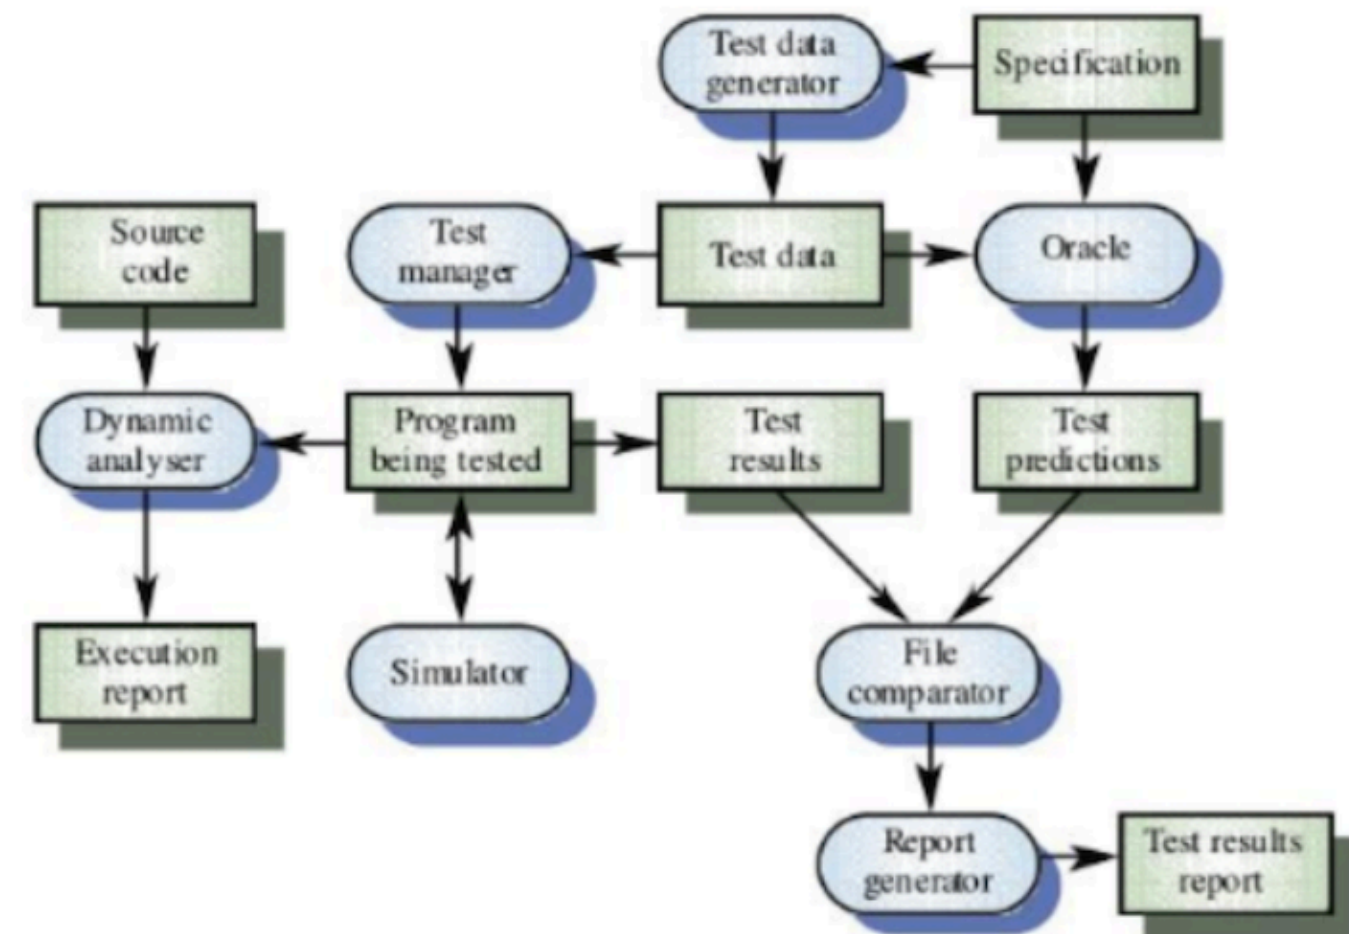 Test data
generator
Specification
Source
code
Test
manager
Test data
Oracle
Dynamic
analyser
Program
being tested
Test
results
Test
predictions
Execution
report
Simulator
File
comparator
Report
generator
Test results
report